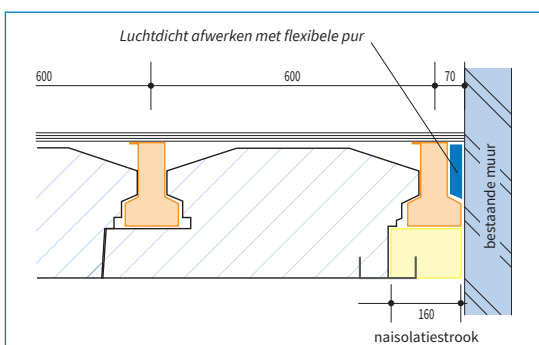 Luchtdicht afwerken met flexibele pur
600
600
70
bestaande muur
160
naisolatiestrook